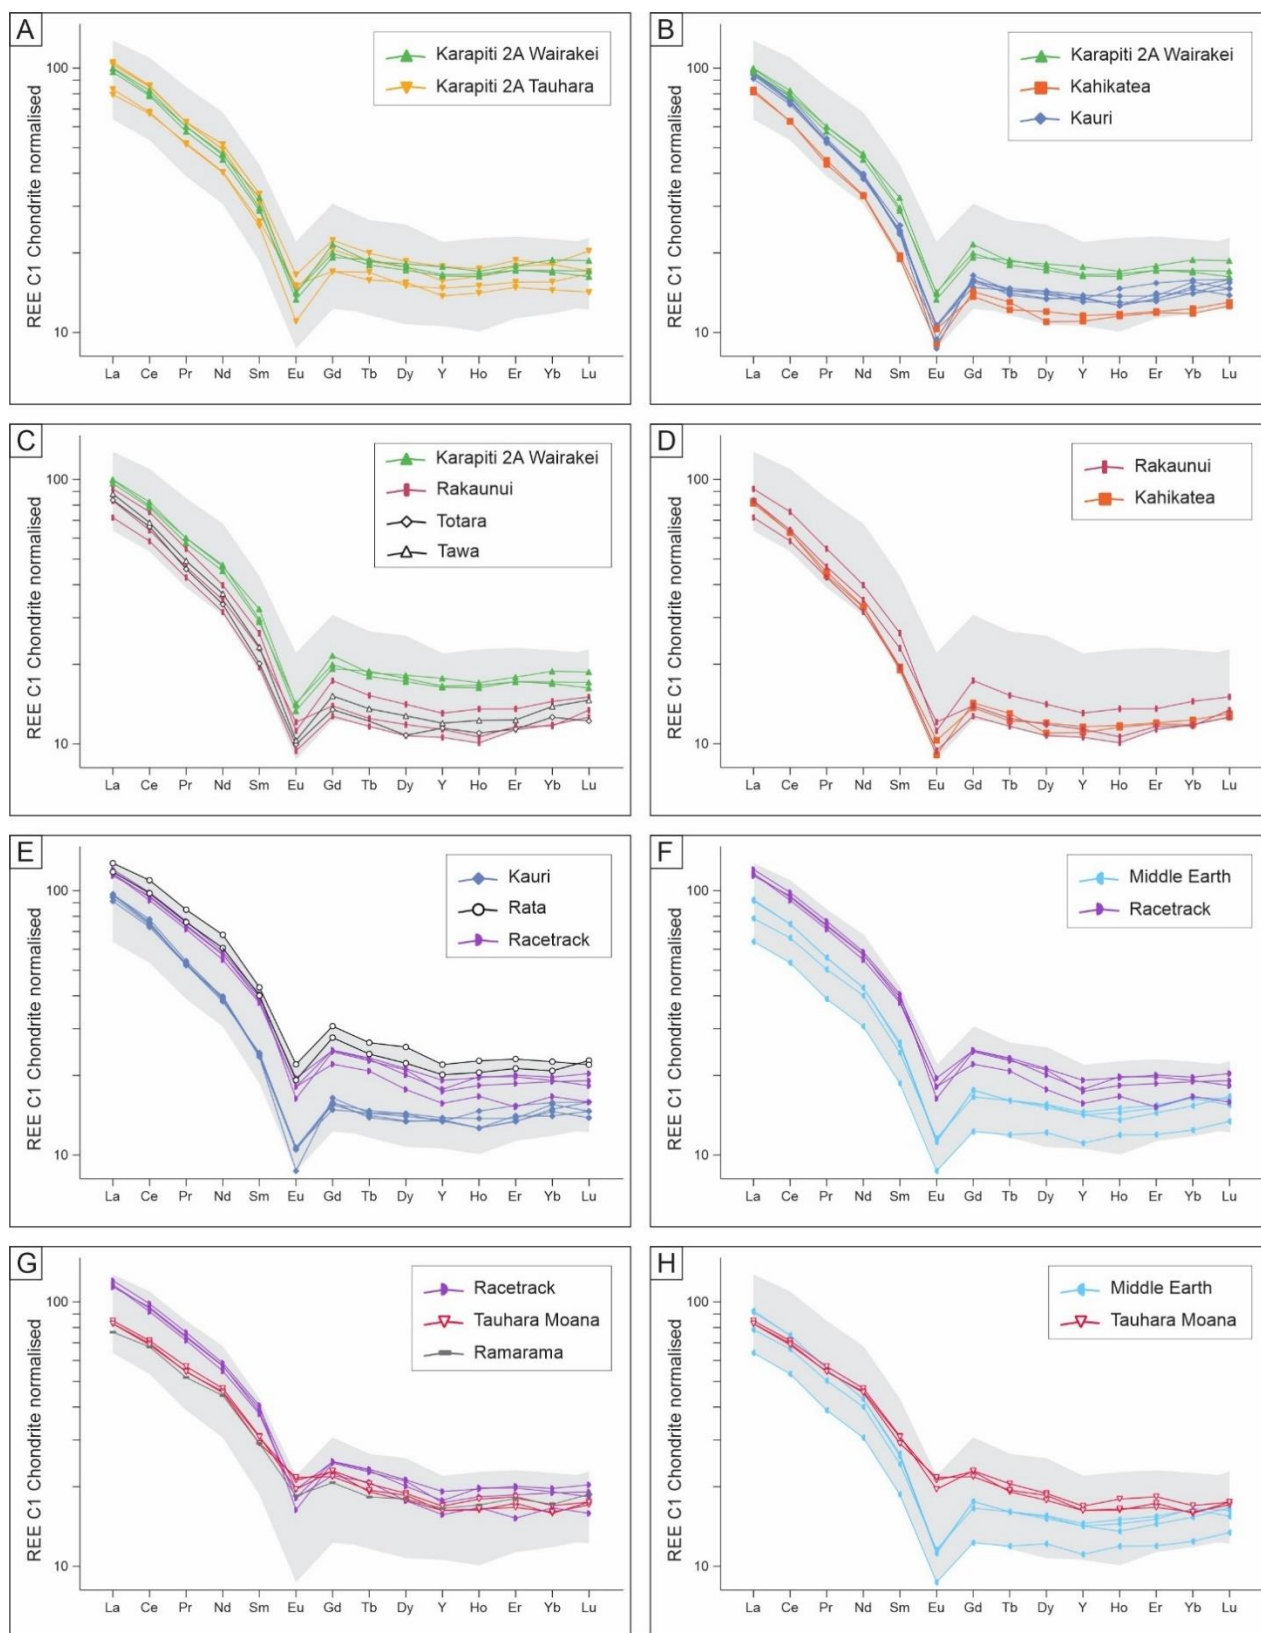 A
REE C1 Chondrite normalised
100
10
Karapiti 2A Wairakei
Karapiti 2A Tauhara
La Ce Pr Nd Sm Eu Gd Tb Dy Y Ho Er Yb Lu
B
REE C1 Chondrite normalised
100
10
Karapiti 2A Wairakei
Kahikatea
Kauri
La Ce Pr Nd Sm Eu Gd Tb Dy Y Ho Er Yb Lu
C
REE C1 Chondrite normalised
100
10
Karapiti 2A Wairakei
Rakaunui
Totara
Tawa
La Ce Pr Nd Sm Eu Gd Tb Dy Y Ho Er Yb Lu
D
REE C1 Chondrite normalised
100
10
Rakaunui
Kahikatea
La Ce Pr Nd Sm Eu Gd Tb Dy Y Ho Er Yb Lu
E
REE C1 Chondrite normalised
100
10
Kauri
Rata
Racetrack
La Ce Pr Nd Sm Eu Gd Tb Dy Y Ho Er Yb Lu
F
REE C1 Chondrite normalised
100
10
Middle Earth
Racetrack
La Ce Pr Nd Sm Eu Gd Tb Dy Y Ho Er Yb Lu
G
REE C1 Chondrite normalised
100
10
Racetrack
Tauhara Moana
Ramarama
La Ce Pr Nd Sm Eu Gd Tb Dy Y Ho Er Yb Lu
H
REE C1 Chondrite normalised
100
10
Middle Earth
Tauhara Moana
La Ce Pr Nd Sm Eu Gd Tb Dy Y Ho Er Yb Lu